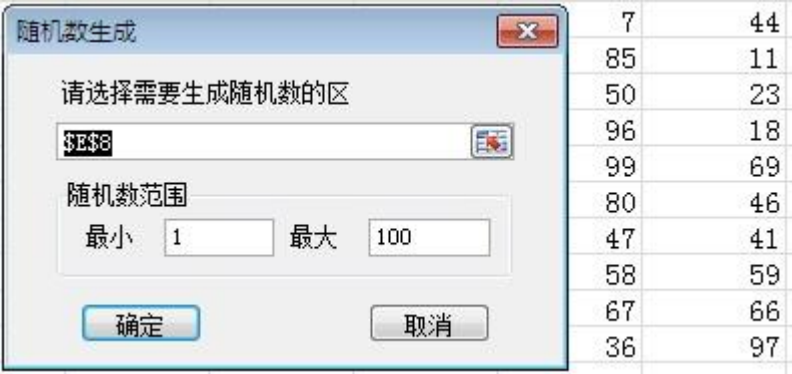 随机数生成
请选择需要生成随机数的区
$E$8
随机数范围
最小 1 最大 100
确定 取消
7 44
85 11
50 23
96 18
99 69
80 46
47 41
58 59
67 66
36 97